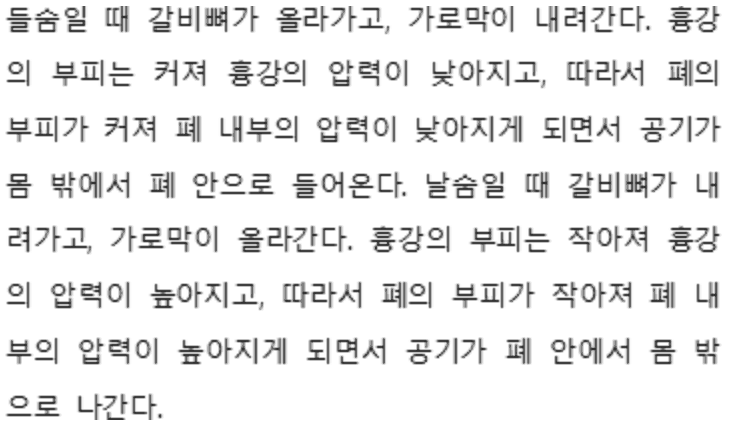 들숨일 때 갈비뼈가 올라가고, 가로막이 내려간다. 흉강
의 부피는 커져 흉강의 압력이 낮아지고, 따라서 폐의
부피가 커져 폐 내부의 압력이 낮아지게 되면서 공기가
몸 밖에서 폐 안으로 들어온다. 날숨일 때 갈비뼈가 내
려가고, 가로막이 올라간다. 흉강의 부피는 작아져 흉강
의 압력이 높아지고, 따라서 폐의 부피가 작아져 폐 내
부의 압력이 높아지게 되면서 공기가 폐 안에서 몸 밖
으로 나간다.